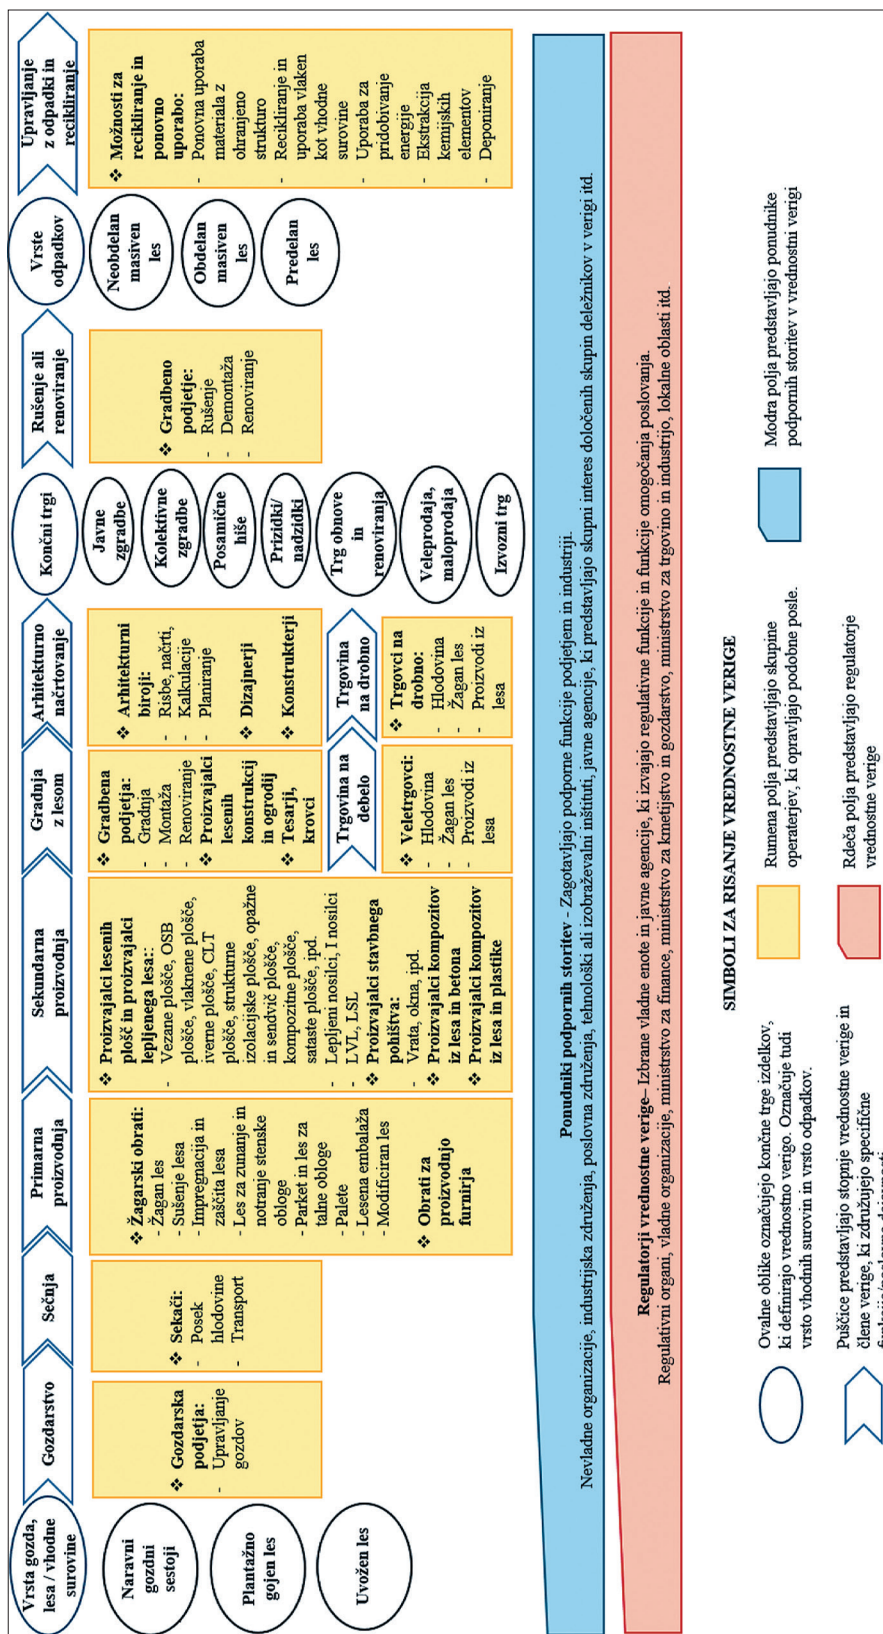 Vrsta gozda,
lesa / vhodne
surovine
Naravni
gozdni
sestoji
Plantažno
gojen les
Uvožen les
Gozdarstvo
❖ Gozdarska
podjetja:
- Upravljanje
gozdov
Sečnja
❖ Sekači:
- Posek
hlodovine
- Transport
Primarna
proizvodnja
❖ Žagarski obrati:
- Žagan les
- Sušenje lesa
- Impregnacija in
zaščita lesa
- Les za zunanje in
notranje stenske
obloge
- Parket in les za
talne obloge
- Palete
- Lesena embalaža
- Modificiran les
❖ Obrati za
proizvodnjo
furnirja
Sekundarna
proizvodnja
❖ Proizvajalci lesenih
plošč in proizvajalci
lepljenega lesa::
- Vezane plošče, OSB
plošče, vlaknene plošče,
iverne plošče, CLT
plošče, strukturne
izolacijske plošče, opažne
in sendvič plošče,
kompozitne plošče,
sataste plošče, ipd.
- Lepljeni nosilci, I nosilci
- LVL, LSL
❖ Proizvajalci stavbnega
pohištva:
- Vrata, okna, ipd.
❖ Proizvajalci kompozitov
iz lesa in betona
❖ Proizvajalci kompozitov
iz lesa in plastike
Gradnja
z lesom
❖ Gradbena
podjetja:
- Gradnja
- Montaža
- Renoviranje
❖ Proizvajalci
lesenih
konstrukcij
in ogrodij
❖ Tesarji,
krovci
Trgovina na
debelo
❖ Veletrgovci:
- Hlodovina
- Žagan les
- Proizvodi iz
lesa
Arhitekturno
načrtovanje
❖ Arhitekturni
biroji:
- Risbe, načrti,
- Kalkulacije
- Planiranje
❖ Dizajnerji
❖ Konstrukterji
Trgovina
na drobno
❖ Trgovci na
drobno:
- Hlodovina
- Žagan les
- Proizvodi iz
lesa
Končni trgi
Javne
zgradbe
Kolektivne
zgradbe
Posamične
hiše
Prizidki/
nadzidki
Trg obnove
in
renoviranja
Veleprodaja,
maloprodaja
Izvozni trg
Rušenje ali
renoviranje
❖ Gradbeno
podjetje:
- Rušenje
- Demontaža
- Renoviranje
Vrste
odpadkov
Neobdelan
masiven
les
Obdelan
masiven
les
Predelan
les
Upravljanje
z odpadki in
recikliranje
❖ Možnosti za
recikliranje in
ponovno
uporabo:
- Ponovna uporaba
materiala z
ohranjeno
strukturo
- Recikliranje in
uporaba vlaken
kot vhodne
surovine
- Uporaba za
pridobivanje
energije
- Ekstrakcija
kemijskih
elementov
- Deponiranje
Ponudniki podpornih storitev - Zagotavljajo podporne funkcije podjetjem in industriji.
Nevladne organizacije, industrijska združenja, poslovna združenja, tehnološki ali izobraževalni inštituti, javne agencije, ki predstavljajo skupni interes določenih skupin deležnikov v verigi itd.
Regulatorji vrednostne verige– Izbrane vladne enote in javne agencije, ki izvajajo regulativne funkcije in funkcije omogočanja poslovanja.
Regulativni organi, vladne organizacije, ministrstvo za finance, ministrstvo za kmetijstvo in gozdarstvo, ministrstvo za trgovino in industrijo, lokalne oblasti itd.
SIMBOLI ZA RISANJE VREDNOSTNE VERIGE
Ovalne oblike označujejo končne trge izdelkov,
ki definirajo vrednostno verigo. Označuje tudi
vrsto vhodnih surovin in vrsto odpadkov.
Rumena polja predstavljajo skupine
operaterjev, ki opravljajo podobne posle.
Modra polja predstavljajo ponudnike
podpornih storitev v vrednostni verigi
Puščice predstavljajo stopnje vrednostne verige in
člene verige, ki združujejo specifične
Rdeča polja predstavljajo regulatorje
vrednostne verige